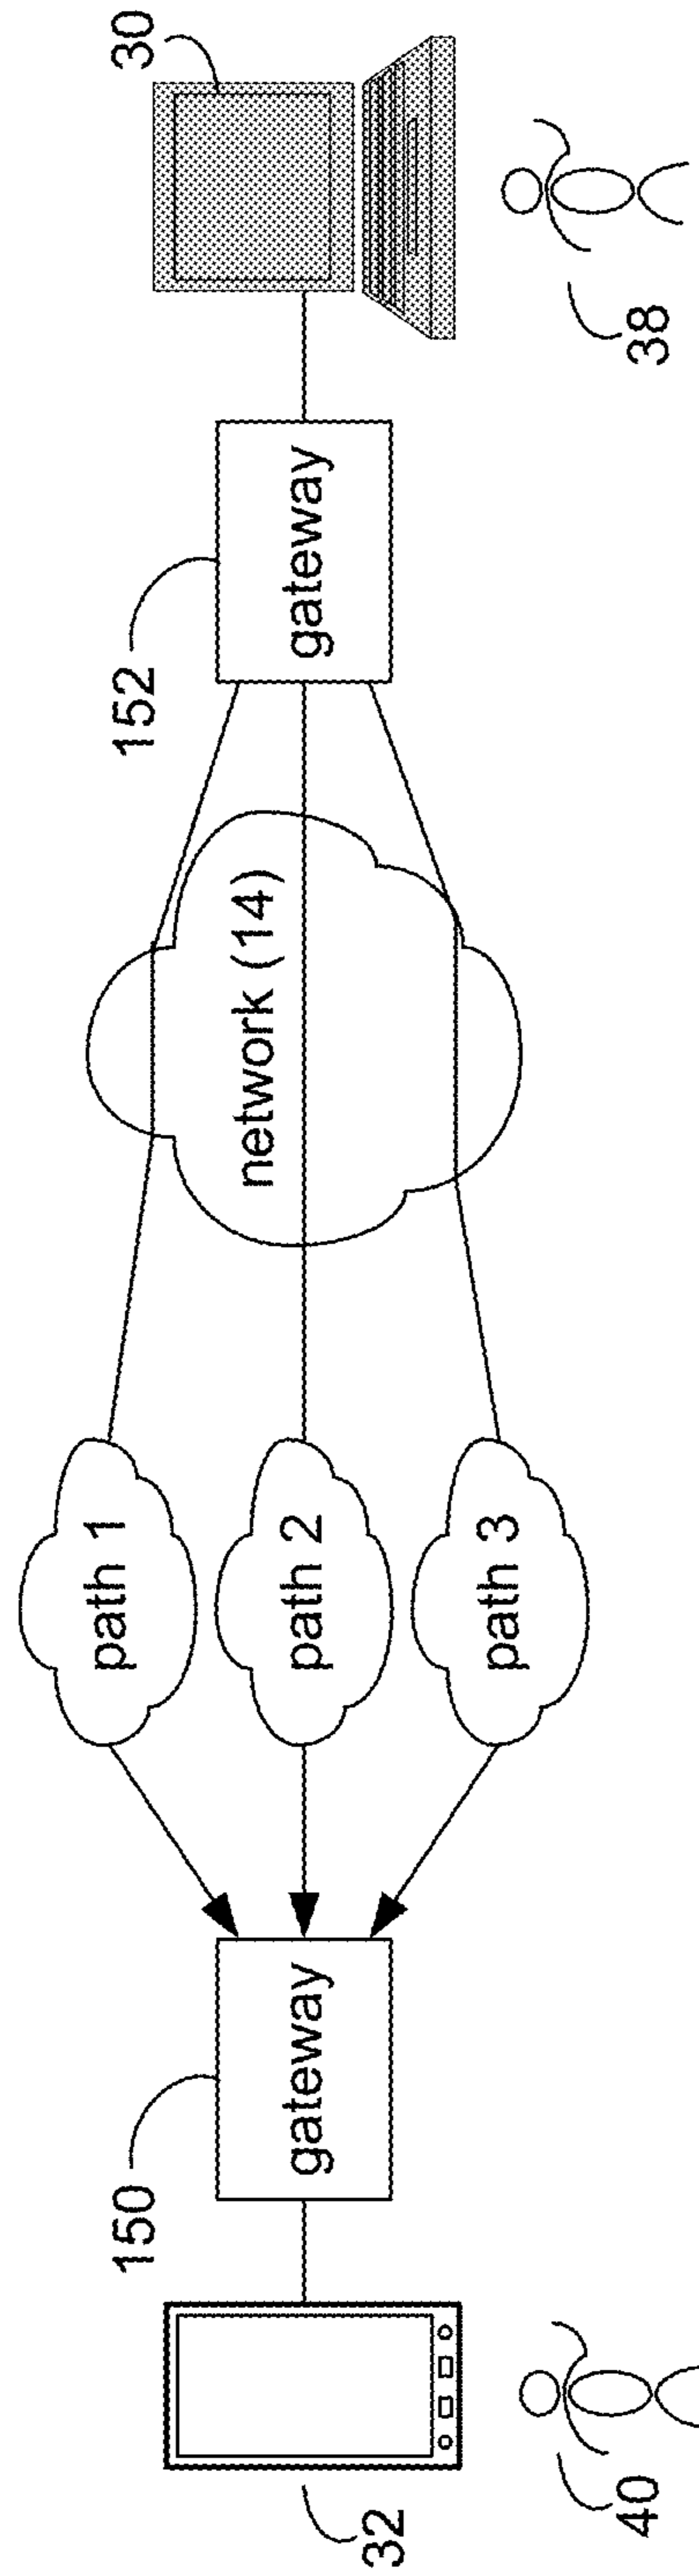 32
40
150
gateway
path 1
path 2
path 3
network (14)
152
gateway
30
38